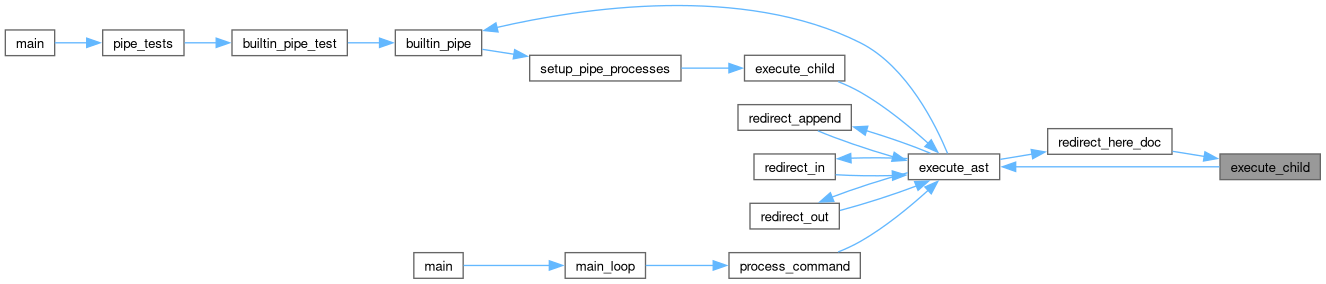 main
pipe_tests
builtin_pipe_test
builtin_pipe
setup_pipe_processes
execute_child
redirect_append
redirect_in
redirect_out
execute_ast
redirect_here_doc
execute_child
main
main_loop
process_command